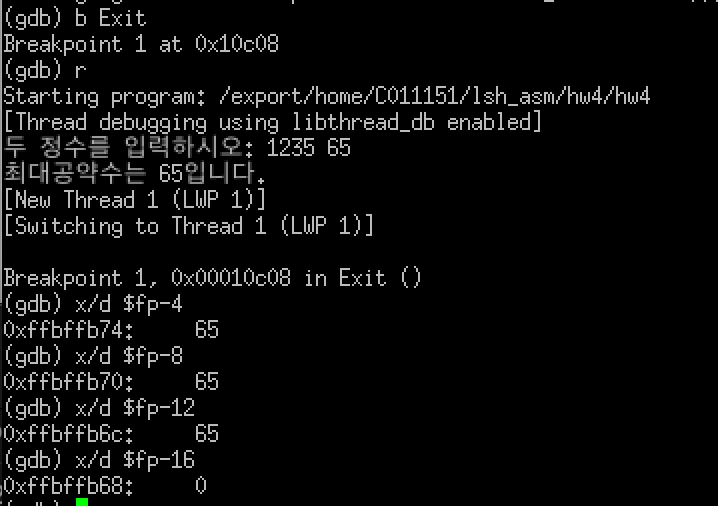 (gdb) b Exit
Breakpoint 1 at 0x10c08
(gdb) r
Starting program: /export/home/C011151/lsh_asm/hw4/hw4
[Thread debugging using libthread_db enabled]
두 정수를 입력하시오: 1235 65
최대공약수는 65입니다.
[New Thread 1 (LWP 1)]
[Switching to Thread 1 (LWP 1)]
Breakpoint 1, 0x00010c08 in Exit ()
(gdb) x/d $fp-4
0xffbffb74: 65
(gdb) x/d $fp-8
0xffbffb70: 65
(gdb) x/d $fp-12
0xffbffb6c: 65
(gdb) x/d $fp-16
0xffbffb68: 0